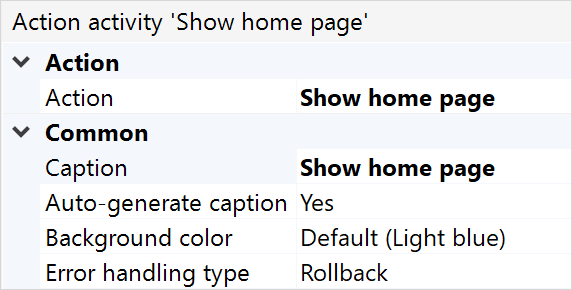 Action activity 'Show home page'
Action
Action Show home page
Common
Caption Show home page
Auto-generate caption Yes
Background color Default (Light blue)
Error handling type Rollback